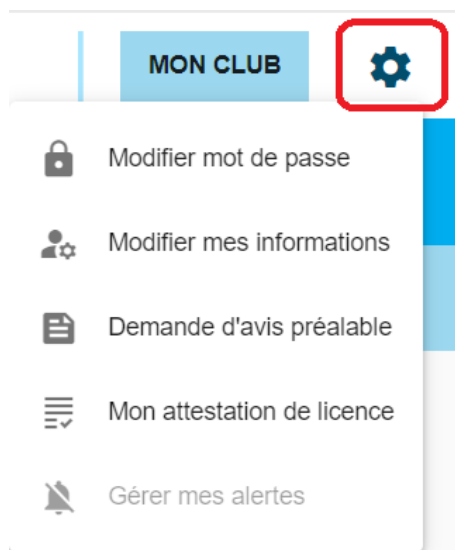 MON CLUB
Modifier mot de passe
Modifier mes informations
Demande d'avis préalable
Mon attestation de licence
Gérer mes alertes